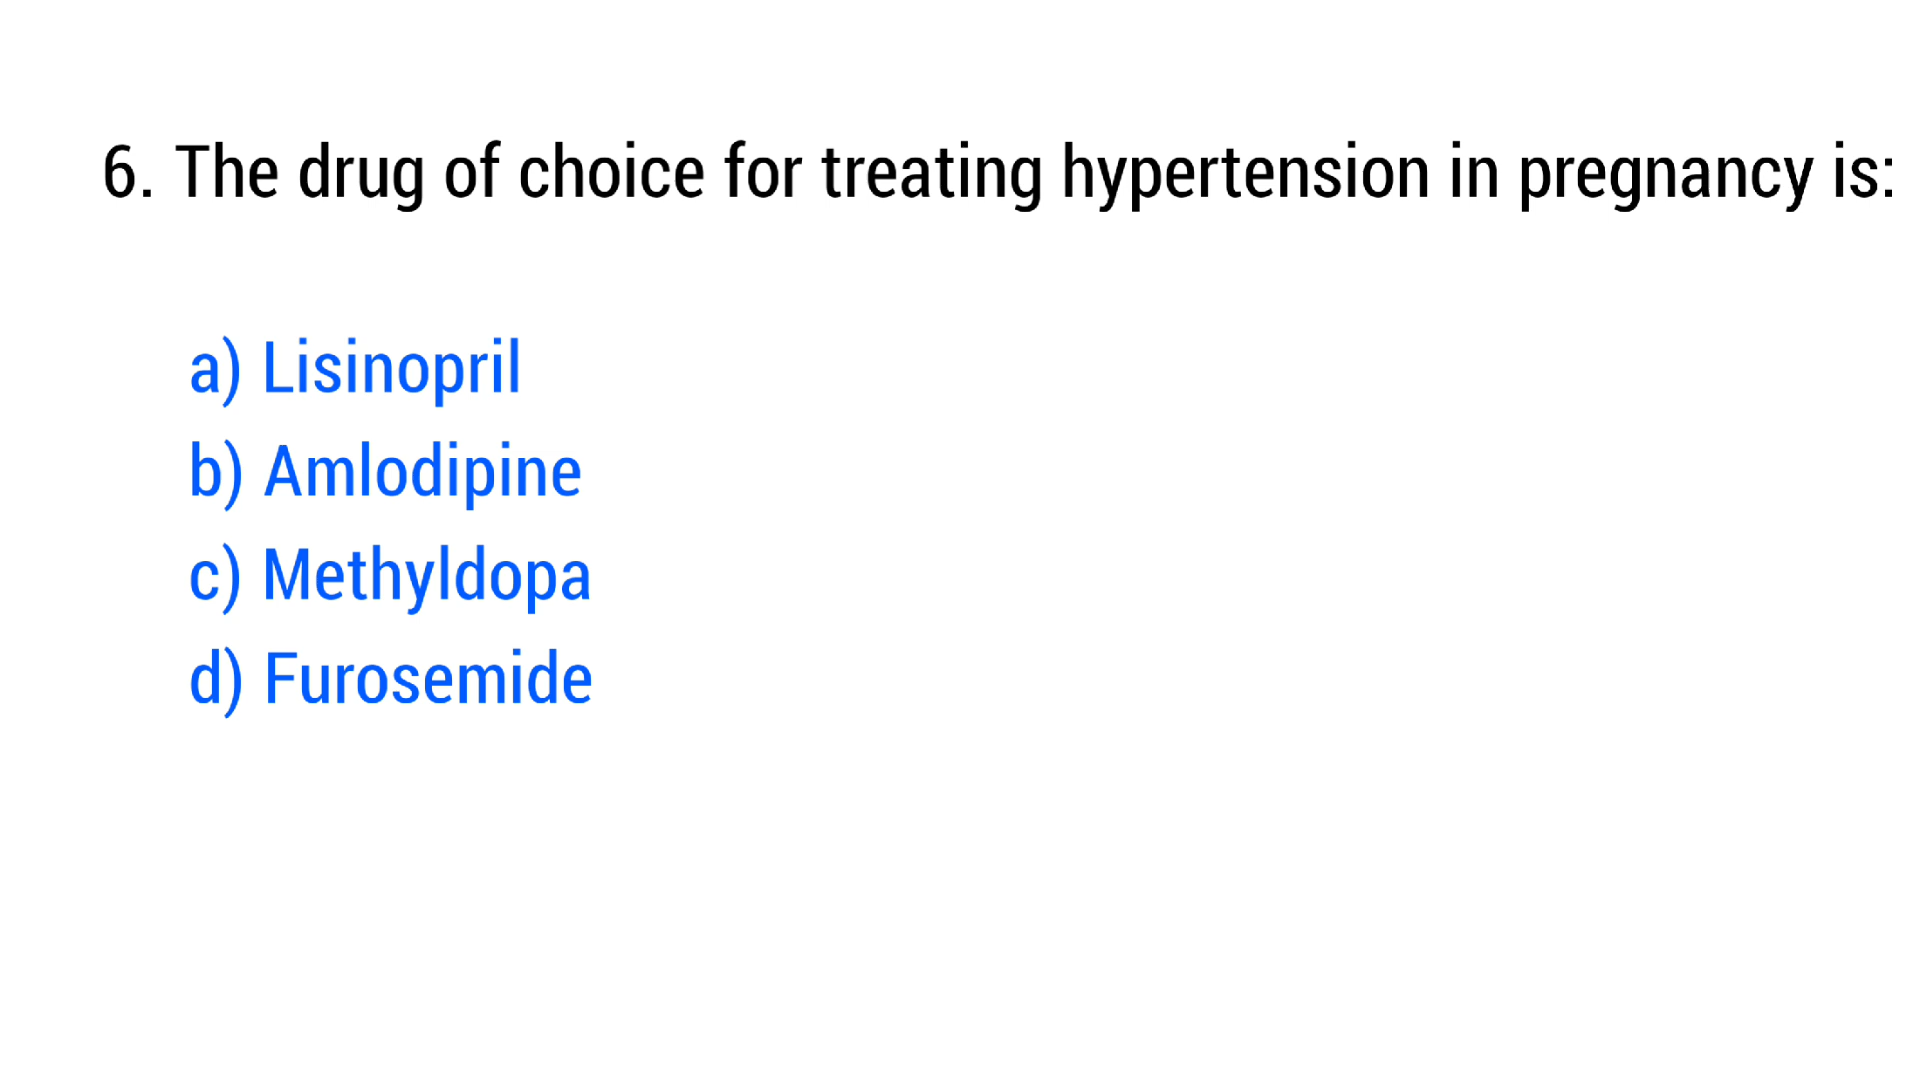 6. The drug of choice for treating hypertension in pregnancy is:
a) Lisinopril
b) Amlodipine
c) Methyldopa
d) Furosemide